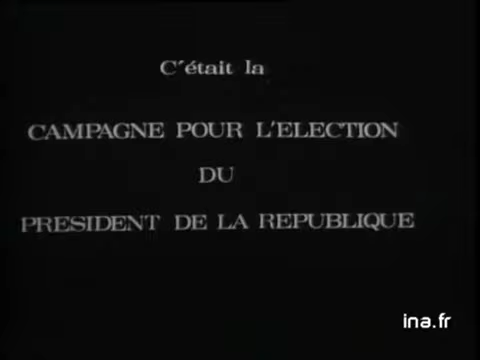 C'était la
CAMPAGNE POUR L'ELECTION
DU
PRESIDENT DE LA REPUBLIQUE
ina.fr